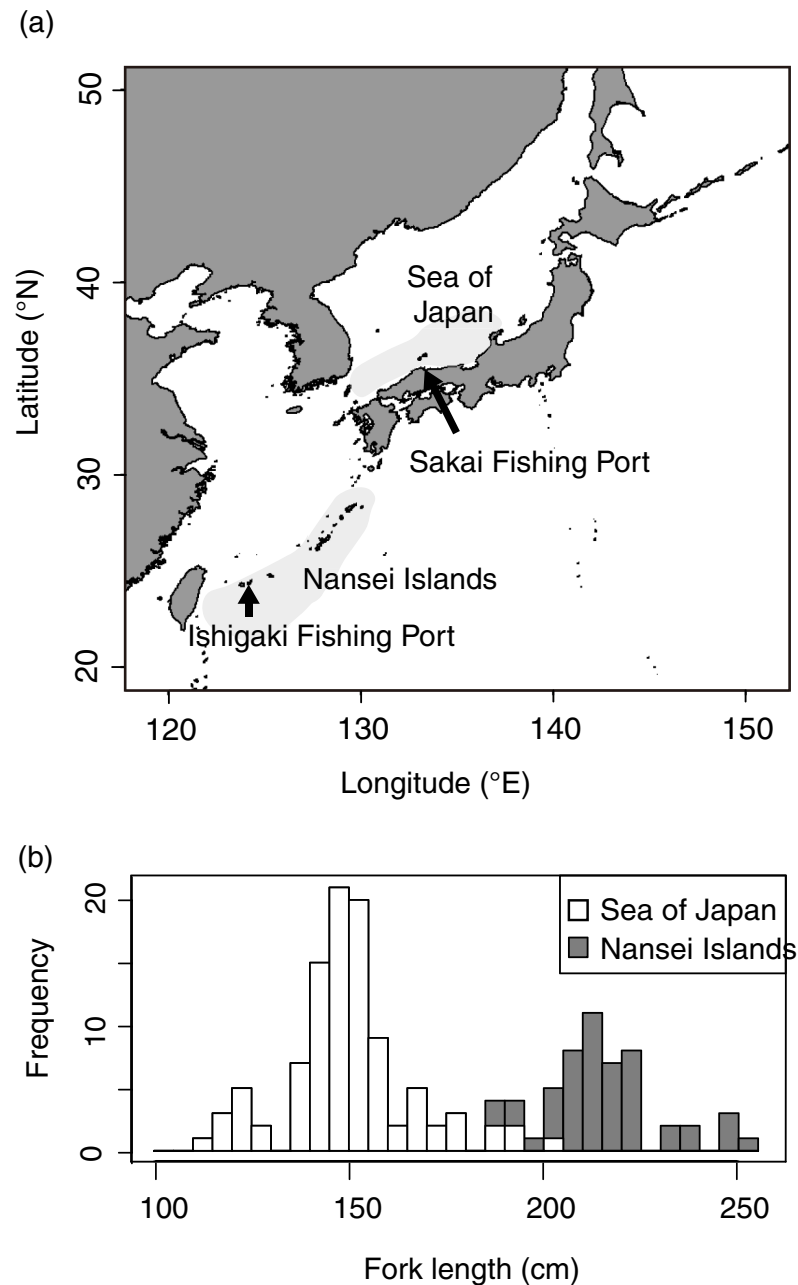 (a)
50
40
30
20
Latitude (°N)
Sea of
Japan
Sakai Fishing Port
Nansei Islands
Ishigaki Fishing Port
120
130
140
150
Longitude (°E)
(b)
20
10
0
Frequency
Sea of Japan
Nansei Islands
100
150
200
250
Fork length (cm)